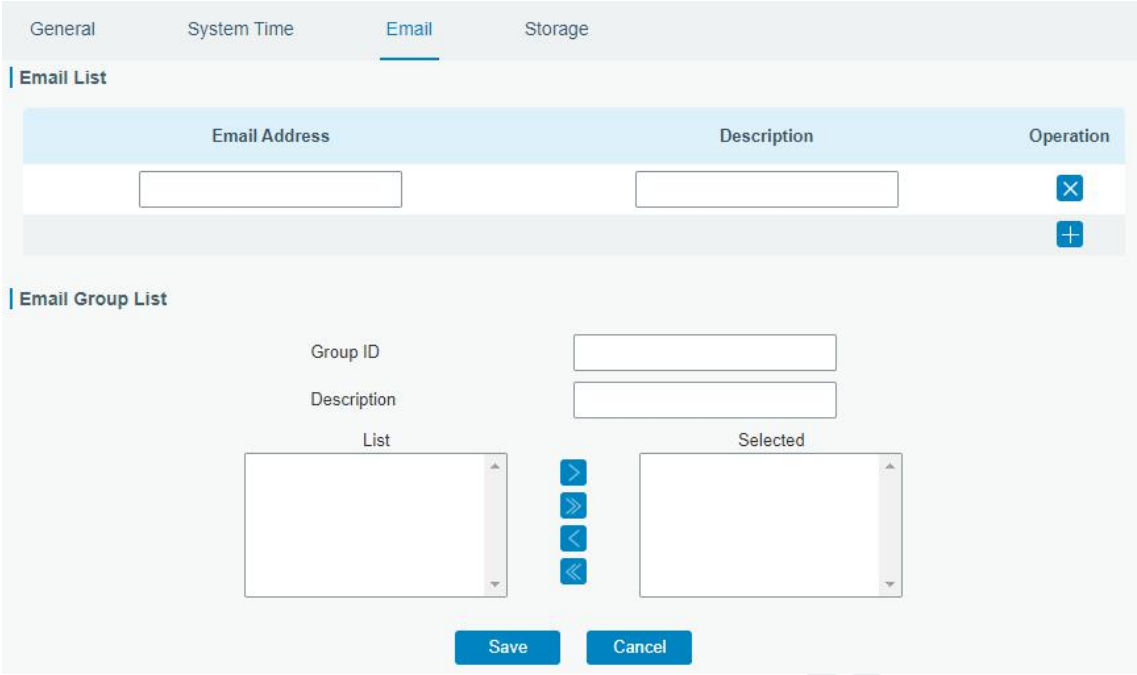 General System Time Email Storage
Email List
Email Address Description Operation
Email Group List
Group ID
Description
List Selected
Save Cancel